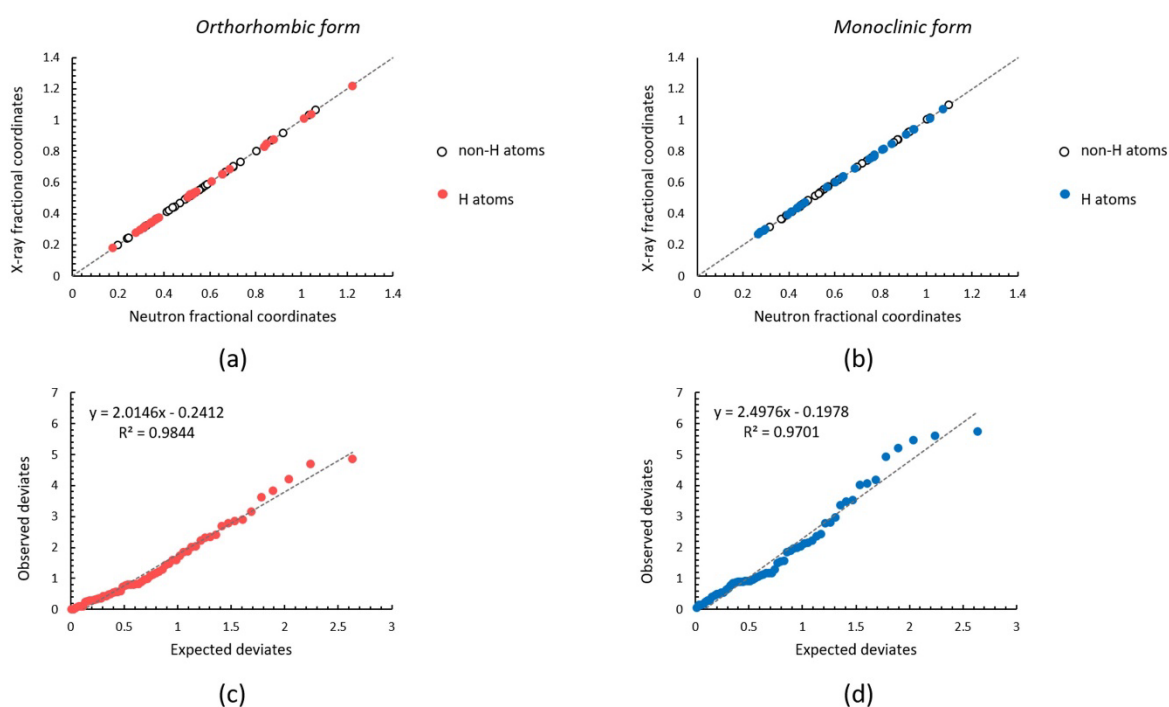 Orthorhombic form
Monoclinic form
X-ray fractional coordinates
1.4
1.2
1
0.8
0.6
0.4
0.2
0
0 0.2 0.4 0.6 0.8 1 1.2 1.4
Neutron fractional coordinates
non-H atoms
H atoms
(a)
X-ray fractional coordinates
1.4
1.2
1
0.8
0.6
0.4
0.2
0
0 0.2 0.4 0.6 0.8 1 1.2 1.4
Neutron fractional coordinates
non-H atoms
H atoms
(b)
Observed deviates
7
6
5
4
3
2
1
0
y = 2.0146x - 0.2412
R² = 0.9844
0 0.5 1 1.5 2 2.5 3
Expected deviates
(c)
Observed deviates
7
6
5
4
3
2
1
0
y = 2.4976x - 0.1978
R² = 0.9701
0 0.5 1 1.5 2 2.5 3
Expected deviates
(d)